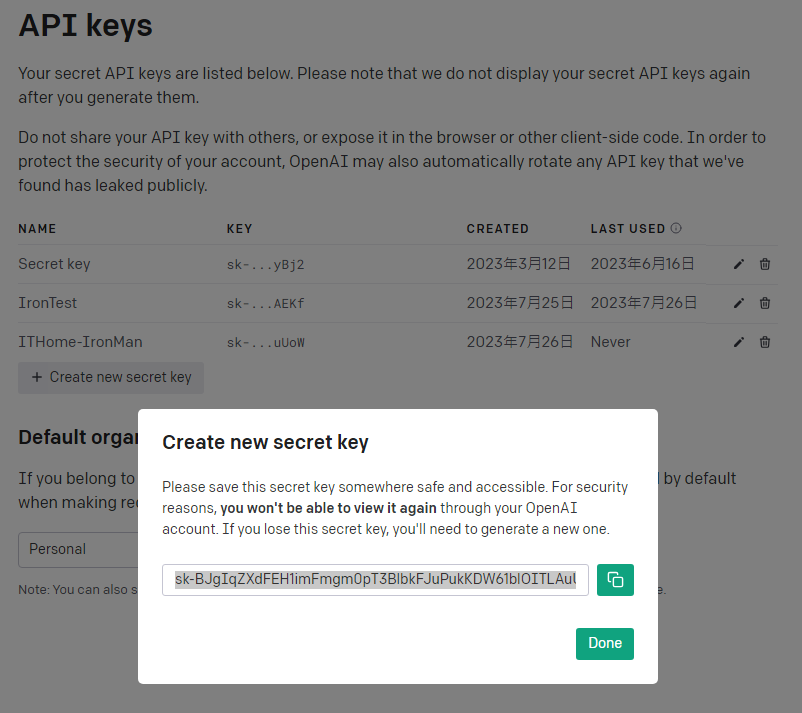 API keys
Your secret API keys are listed below. Please note that we do not display your secret API keys again
after you generate them.
Do not share your API key with others, or expose it in the browser or other client-side code. In order to
protect the security of your account, OpenAI may also automatically rotate any API key that we've
found has leaked publicly.
NAME KEY CREATED LAST USED
Secret key sk-...yBj2 2023年3月12日 2023年6月16日
IronTest sk-...AEKf 2023年7月25日 2023年7月26日
ITHome-IronMan sk-...uUoW 2023年7月26日 Never
+ Create new secret key
Default
If you belong to by default
when making
Personal
Note: You can also
Create new secret key
Please save this secret key somewhere safe and accessible. For security
reasons, you won't be able to view it again through your OpenAI
account. If you lose this secret key, you'll need to generate a new one.
Done